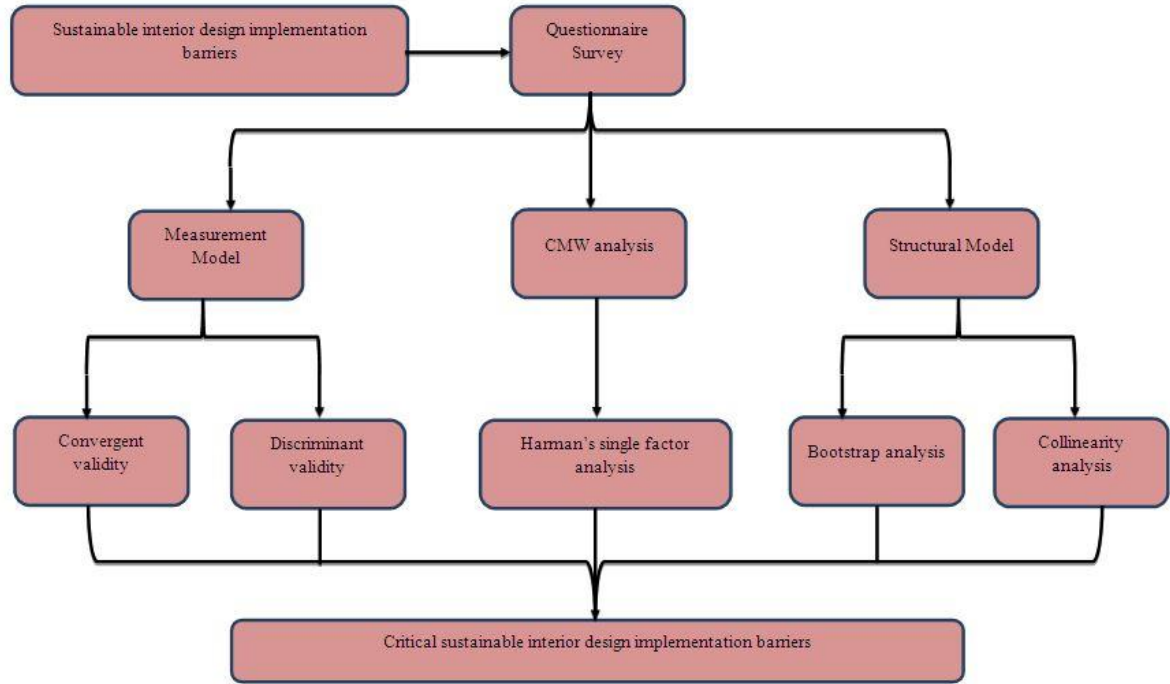 Sustainable interior design implementation
barriers
Questionnaire
Survey
Measurement
Model
CMW analysis
Structural Model
Convergent
validity
Discriminant
validity
Harman’s single factor
analysis
Bootstrap analysis
Collinearity
analysis
Critical sustainable interior design implementation barriers